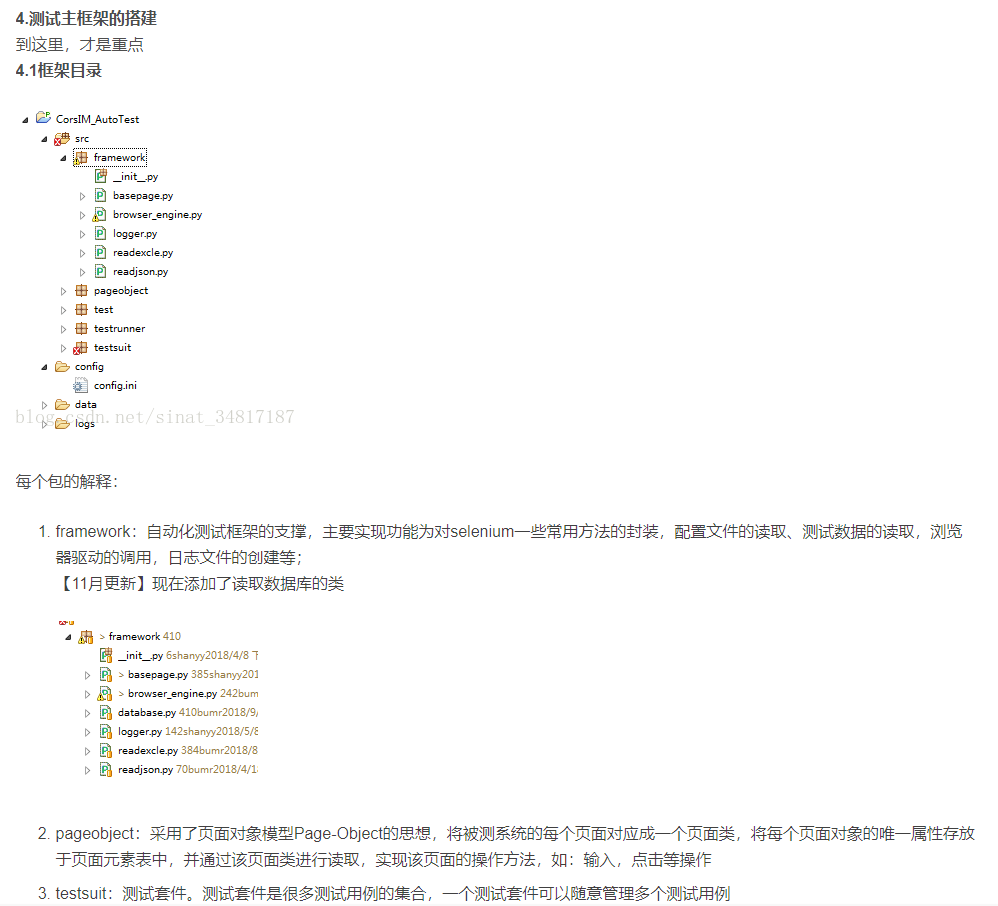 4.测试主框架的搭建
到这里，才是重点
4.1框架目录
CorsIM_AutoTest
src
framework
__init__.py
basepage.py
browser_engine.py
logger.py
readexcle.py
readjson.py
pageobject
test
testrunner
testsuit
config
config.ini
data
blog.csdn.net/sinat_34817187
logs
每个包的解释：
1. framework：自动化测试框架的支撑，主要实现功能为对selenium一些常用方法的封装，配置文件的读取、测试数据的读取，浏览
器驱动的调用，日志文件的创建等；
【11月更新】现在添加了读取数据库的类
> framework 410
__init__.py 6shanyy2018/4/8 下
> basepage.py 385shanyy201
> browser_engine.py 242bum
database.py 410bumr2018/9/
logger.py 142shanyy2018/5/8
readexcle.py 384bumr2018/8
readjson.py 70bumr2018/4/1
2. pageobject：采用了页面对象模型Page-Object的思想，将被测系统的每个页面对应成一个页面类，将每个页面对象的唯一属性存放
于页面元素表中，并通过该页面类进行读取，实现该页面的操作方法，如：输入，点击等操作
3. testsuit：测试套件。测试套件是很多测试用例的集合，一个测试套件可以随意管理多个测试用例